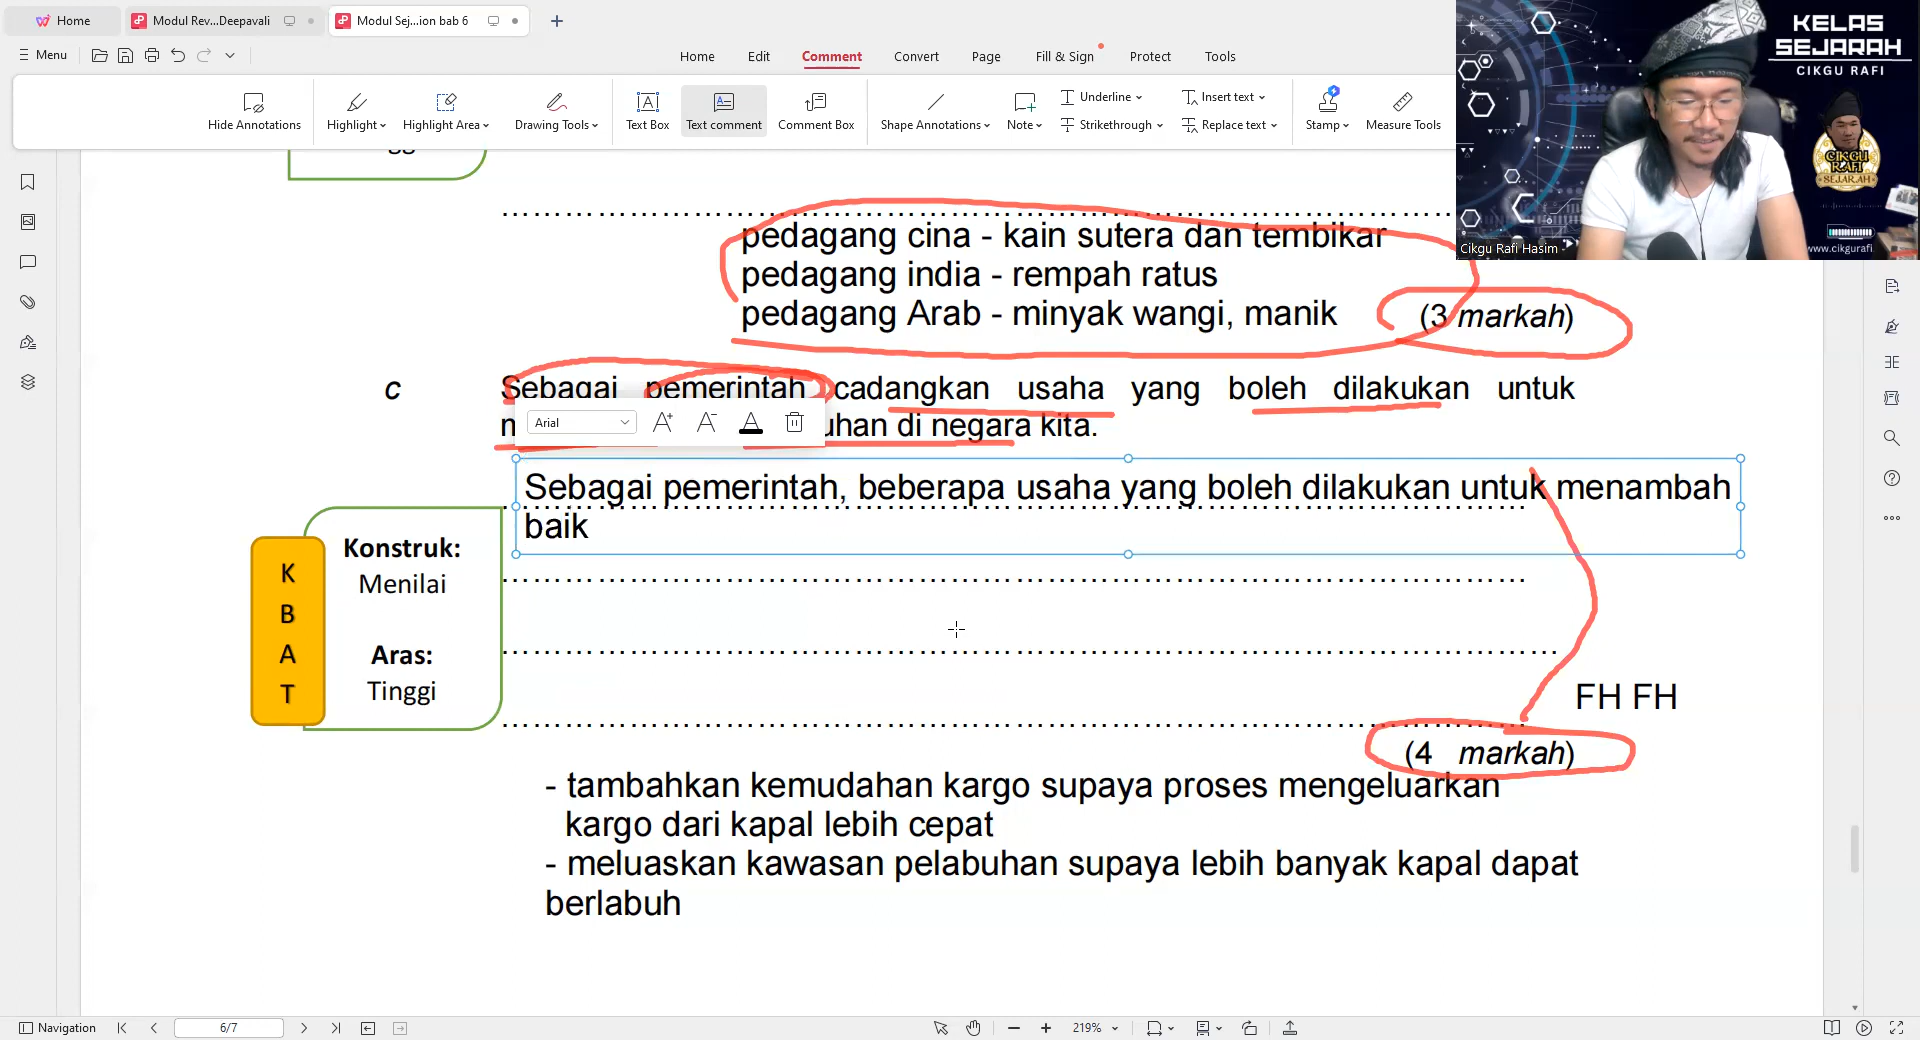 Home
Modul Rev...Deepavali
Modul Sej...ion bab 6
Menu
Home
Edit
Comment
Convert
Page
Fill & Sign
Protect
Tools
Hide Annotations
Highlight
Highlight Area
Drawing Tools
Text Box
Text comment
Comment Box
Shape Annotations
Note
Underline
Strikethrough
Insert text
Replace text
Stamp
Measure Tools
KELAS
SEJARAH
CIKGU RAFI
CIKGU
RAFI
SEJARAH
www.cikgurafi
Cikgu Rafi Hasim
pedagang cina - kain sutera dan tembikar
pedagang india - rempah ratus
pedagang Arab - minyak wangi, manik
(3 markah)
c Sebagai pemerintah cadangkan usaha yang boleh dilakukan untuk
di negara kita.
Arial
Sebagai pemerintah, beberapa usaha yang boleh dilakukan untuk menambah
baik
K
B
A
T
Konstruk:
Menilai
Aras:
Tinggi
FH FH
(4 markah)
- tambahkan kemudahan kargo supaya proses mengeluarkan
kargo dari kapal lebih cepat
- meluaskan kawasan pelabuhan supaya lebih banyak kapal dapat
berlabuh
Navigation
6/7
219%